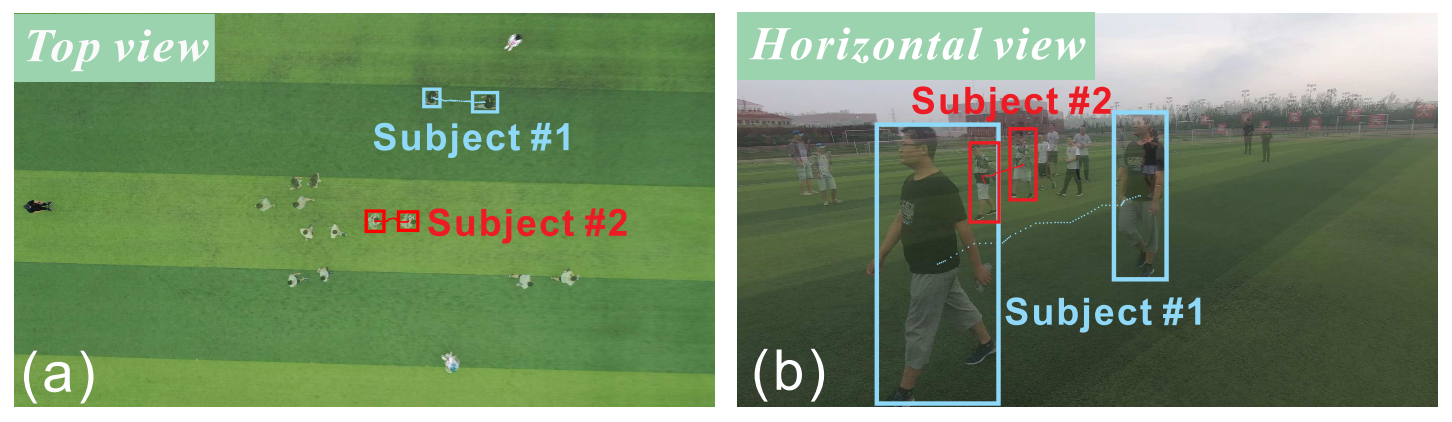 Top view
Subject #1
Subject #2
(a)
Horizontal view
Subject #2
Subject #1
(b)